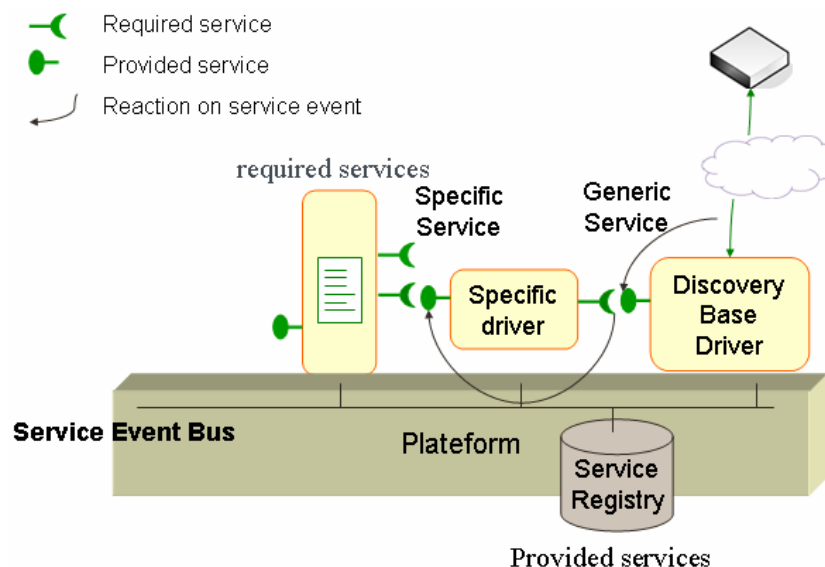 Required service
Provided service
Reaction on service event
required services
Specific
Service
Generic
Service
Specific
driver
Discovery
Base
Driver
Service Event Bus
Plateform
Service
Registry
Provided services